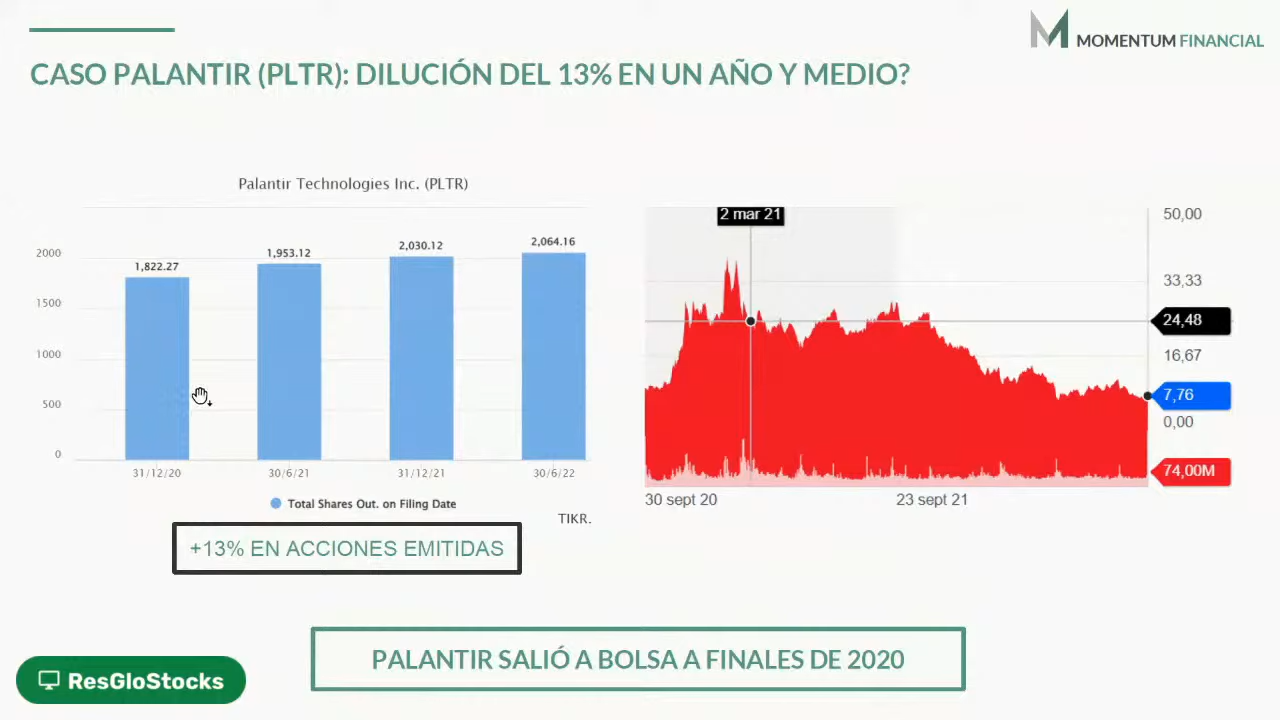 MOMENTUM FINANCIAL
CASO PALANTIR (PLTR): DILUCIÓN DEL 13% EN UN AÑO Y MEDIO?
Palantir Technologies Inc. (PLTR)
2000
1500
1000
500
0
1,822.27
1,953.12
2,030.12
2,064.16
31/12/20
30/6/21
31/12/21
30/6/22
Total Shares Out. on Filing Date
TIKR.
+13% EN ACCIONES EMITIDAS
2 mar 21
50,00
33,33
24,48
16,67
7,76
0,00
74,00M
30 sept 20
23 sept 21
PALANTIR SALIÓ A BOLSA A FINALES DE 2020
ResGloStocks